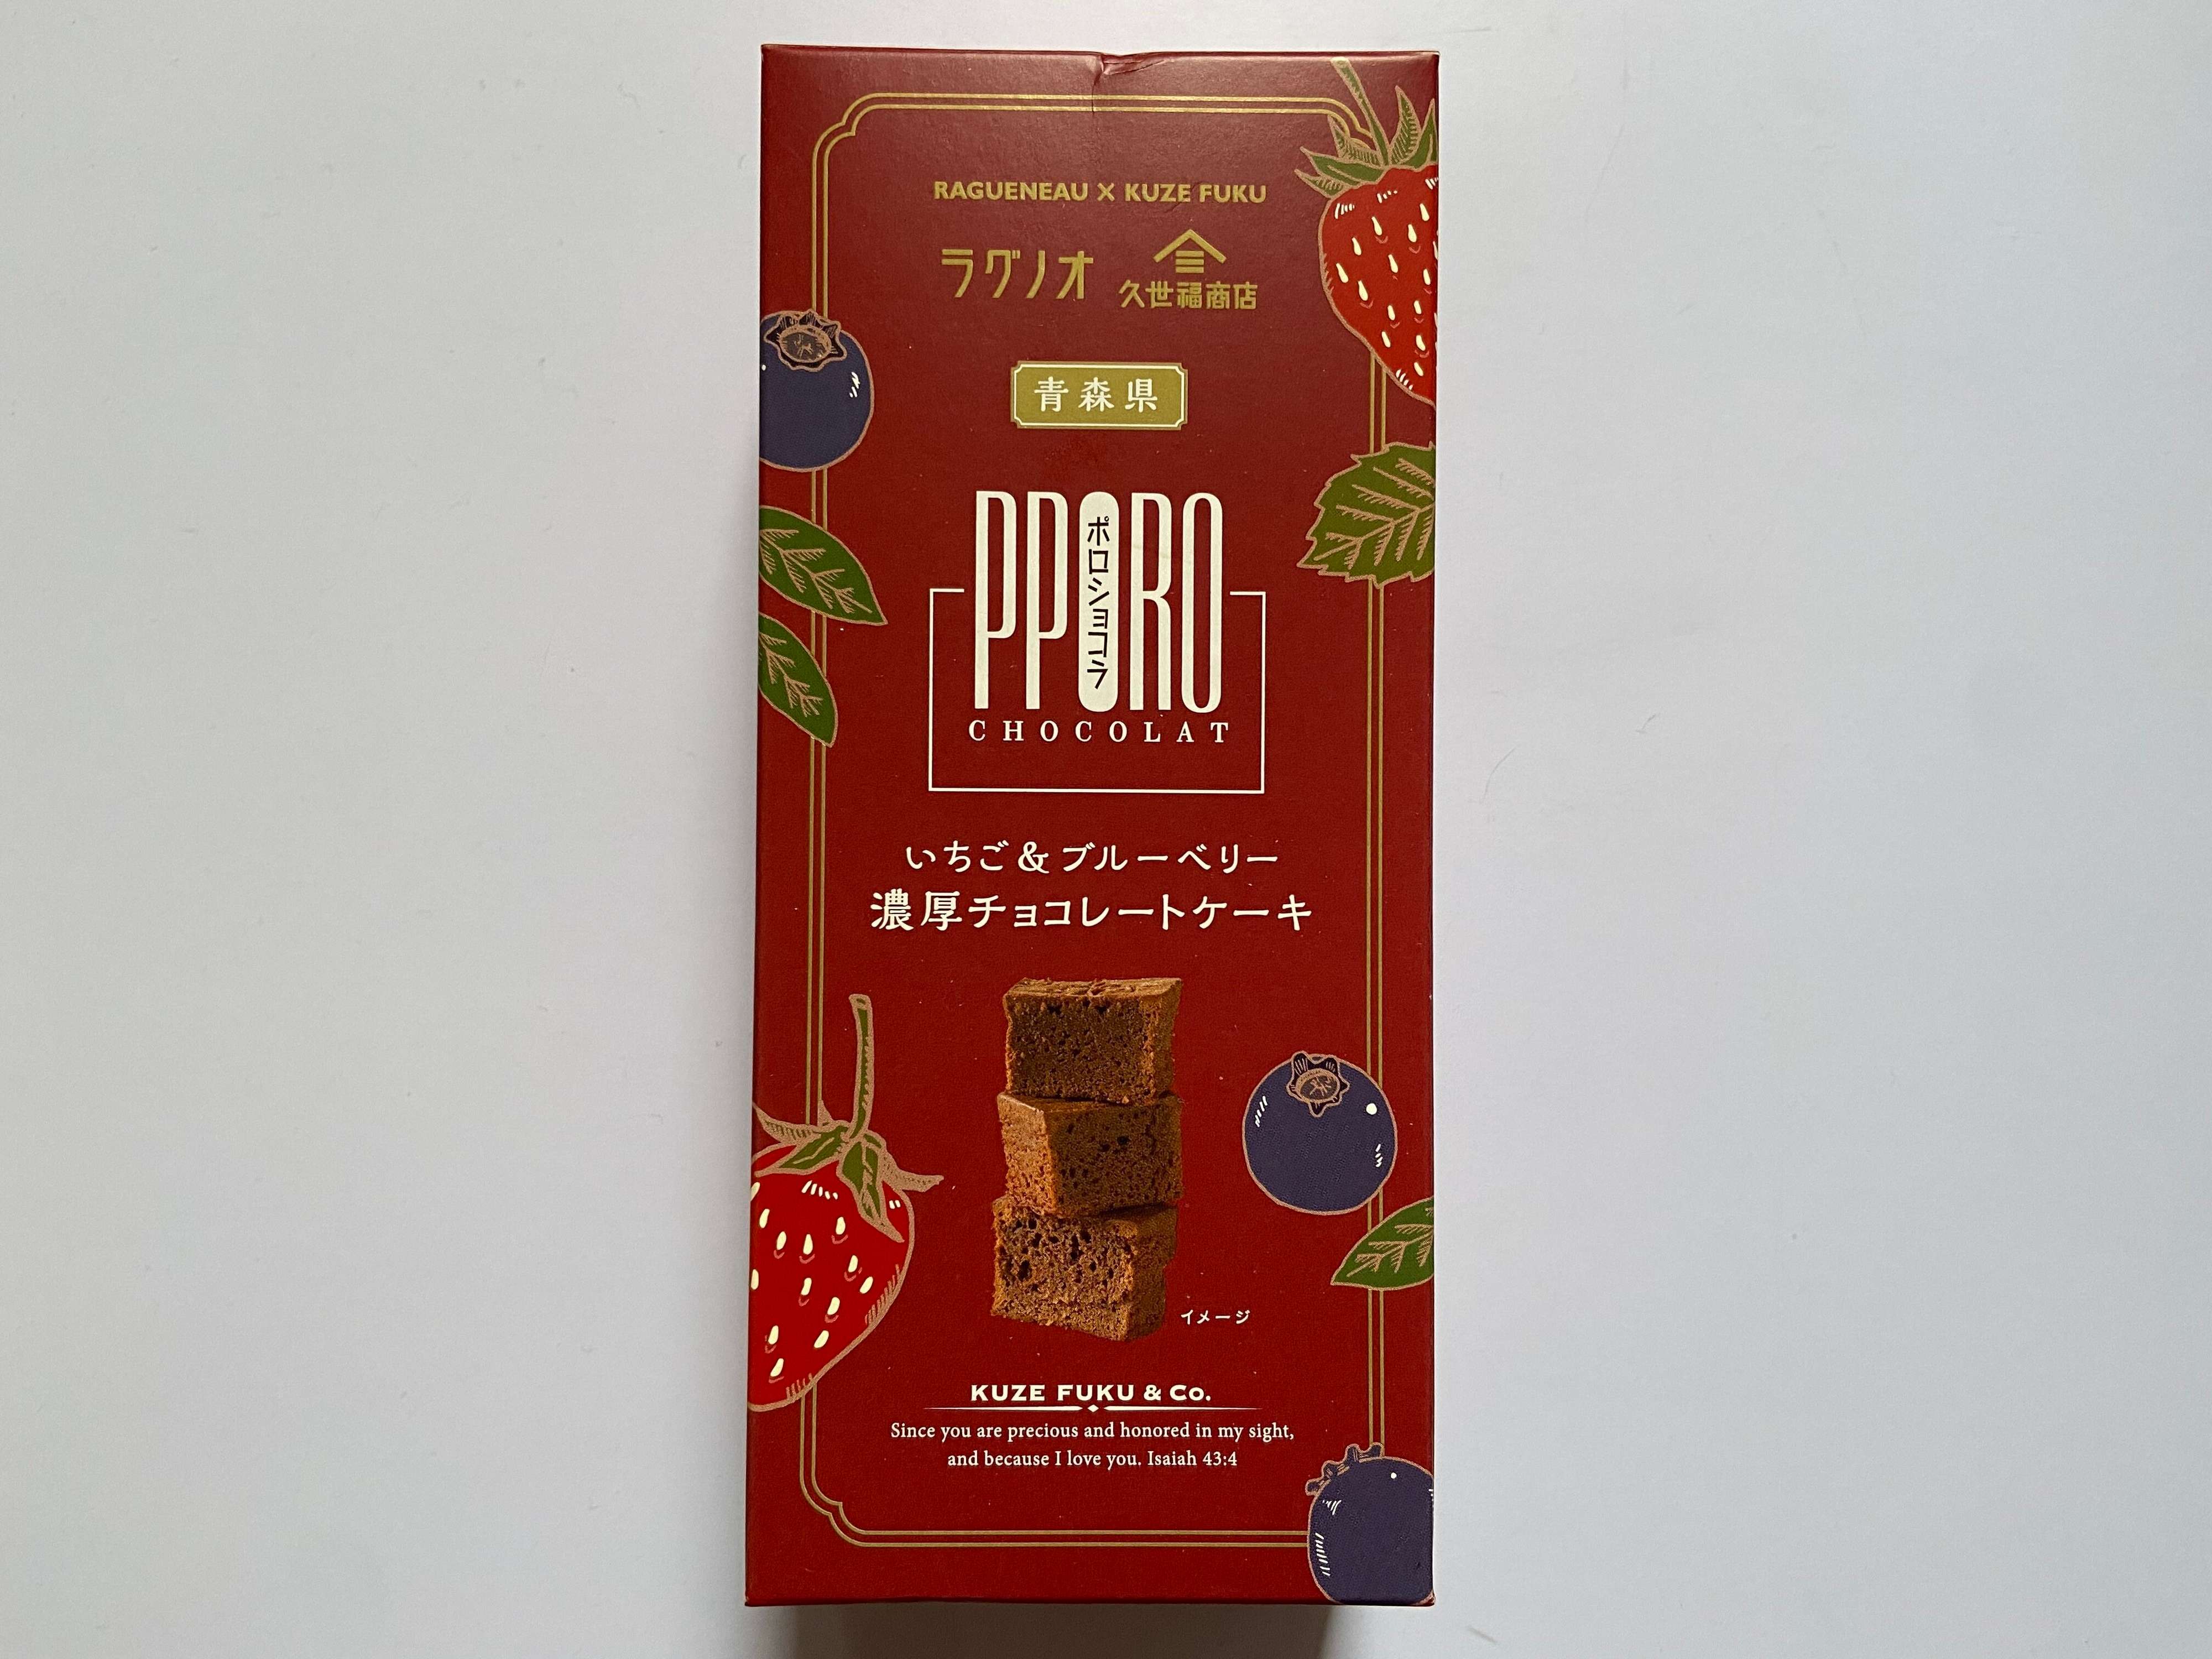 RAGUENEAU X KUZE FUKU
ラグノオ 久世福商店
青森県
PPORO
ポロショコラ
CHOCOLAT
いちご&ブルーベリー
濃厚チョコレートケーキ
イメージ
KUZE FUKU & Co.
Since you are precious and honored in my sight,
and because I love you. Isaiah 43:4